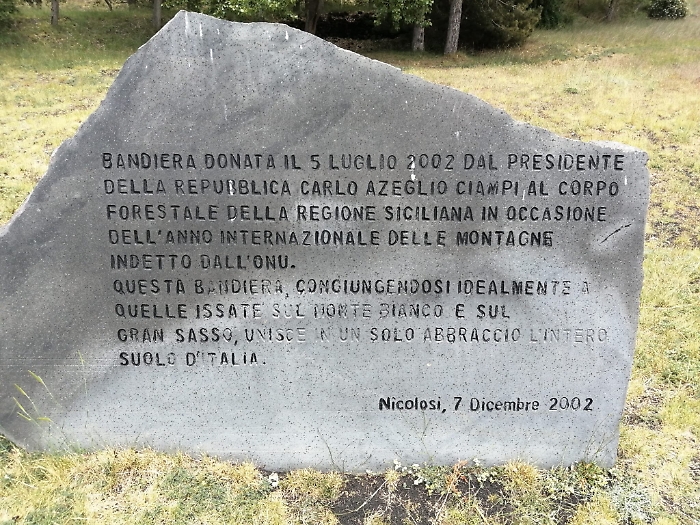 BANDIERA DONATA IL 5 LUGLIO 2002 DAL PRESIDENTE
DELLA REPUBBLICA CARLO AZEGLIO CIAMPI AL CORPO
FORESTALE DELLA REGIONE SICILIANA IN OCCASIONE
DELL'ANNO INTERNAZIONALE DELLE MONTAGNE
INDETTO DALL'ONU.
QUESTA BANDIERA, CONGIUNGENDOSI IDEALMENTE A
QUELLE ISSATE SUL MONTE BIANCO E SUL
GRAN SASSO, UNISCE IN UN SOLO ABBRACCIO L'INTERO
SUOLO D'ITALIA.
Nicolosi, 7 Dicembre 2002